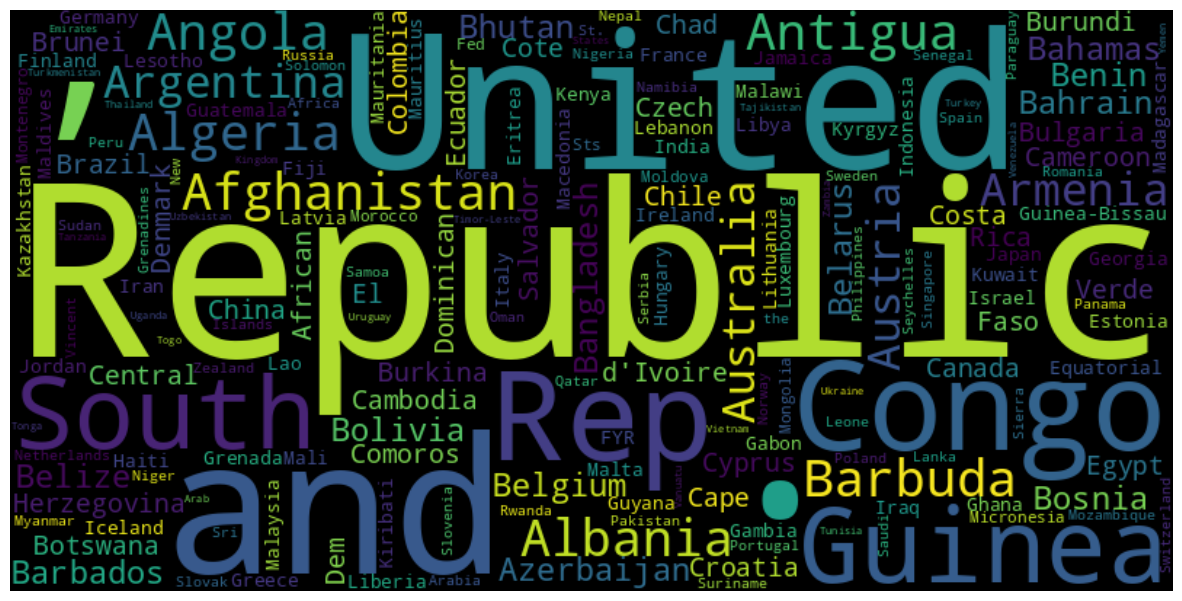 Germany
Emirates
Brunei
Finland
Lesotho
Turkmenistan
Angola
,
Argentina
Thailand
Guatemala
Maldives
Montenegro
Peru
Algeria
Brazil
Russia
Solomon
Africa
Mauritania
Colombia
Mauritius
Kingdom
New
Fiji
United
Bhutan
Fed
Cote
St.
Nepal
Nigeria
Chad
France
States
Ecuador
Eritrea
Kenya
Sts
Korea
Macedonia
Namibia
Czech
Lebanon
India
Malawi
Tajikistan
Libya
Moldova
Antigua
Jamaica
Senegal
Kyrgyz
Indonesia
Turkey
Spain
Sweden
Paraguay
Burundi
Bahamas
Yemen
Benin
Bahrain
Bulgaria
Cameroon
Madagascar
Venezuela
Romania
Kazakhstan
Sudan
Tanzania
Grenadines
Denmark
Uzbekistan
Afghanistan
Latvia
Morocco
Timor-Leste
Republic
Iran
Vincent
Uganda
Togo
China
Islands
African
Samoa
El
Uruguay
Dominican
Italy
Oman
Salvador
Bangladesh
Ireland
Serbia
Hungary
Chile
Australia
Lithuania
Luxembourg
the
Zambia
Belarus
Philippines
Austria
Seychelles
Singapore
Armenia
Costa
Guinea-Bissau
Rica
Japan
Georgia
Kuwait
Verde
Israel
Panama
Faso
Estonia
Jordan
Central
Zealand
Lao
Burkina
Qatar
d'Ivoire
Norway
Mongolia
Ukraine
Canada
Equatorial
South
Tonga
Cambodia
Rep
Bolivia
FYR
Vietnam
Gabon
Congo
Leone
Sierra
Netherlands
Haiti
Grenada
Mali
Comoros
Malta
Cyprus
Poland
Lanka
Egypt
Belize
Niger
and
Arab
Herzegovina
Myanmar
Iceland
Sri
Malaysia
Kiribati
Slovenia
Belgium
Rwanda
Guyana
Vanuatu
Cape
.
Barbuda
Bosnia
Pakistan
Albania
Gambia
Portugal
Tunisia
Iraq
Saudi
Ghana
Micronesia
Mozambique
Switzerland
Botswana
Barbados
Slovak
Greece
Dem
Liberia
Arabia
Azerbaijan
Croatia
Suriname
Guinea